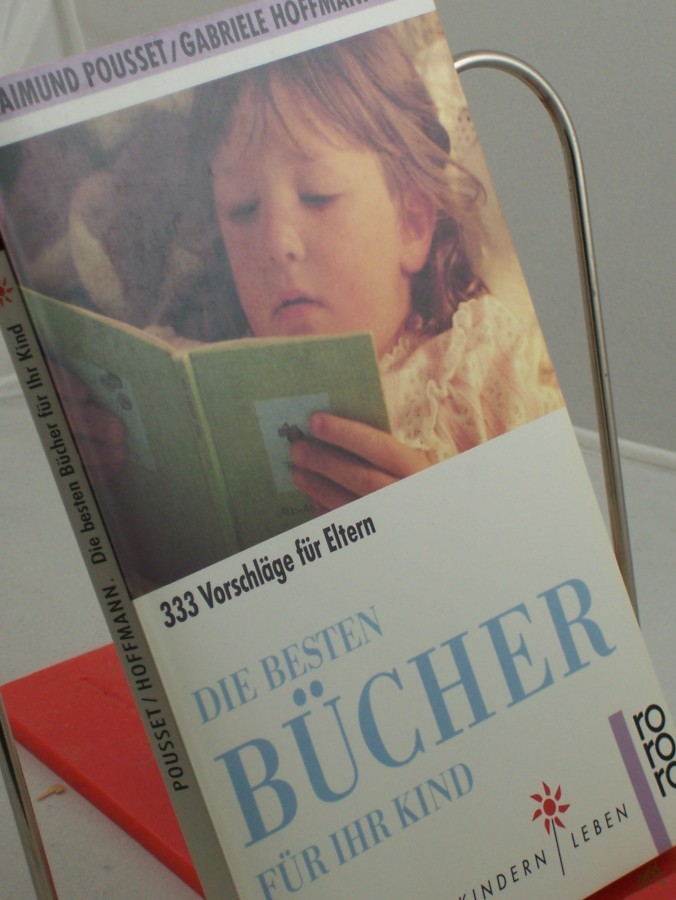 AIMUND POUSSET/GABRIELE HOFFMANN
333 Vorschläge für Eltern
DIE BESTEN
BÜCHER
FÜR IHR KIND
KINDERN LEBEN
ro
ro
ro
POUSSET/HOFFMANN. Die besten Bücher für Ihr Kind